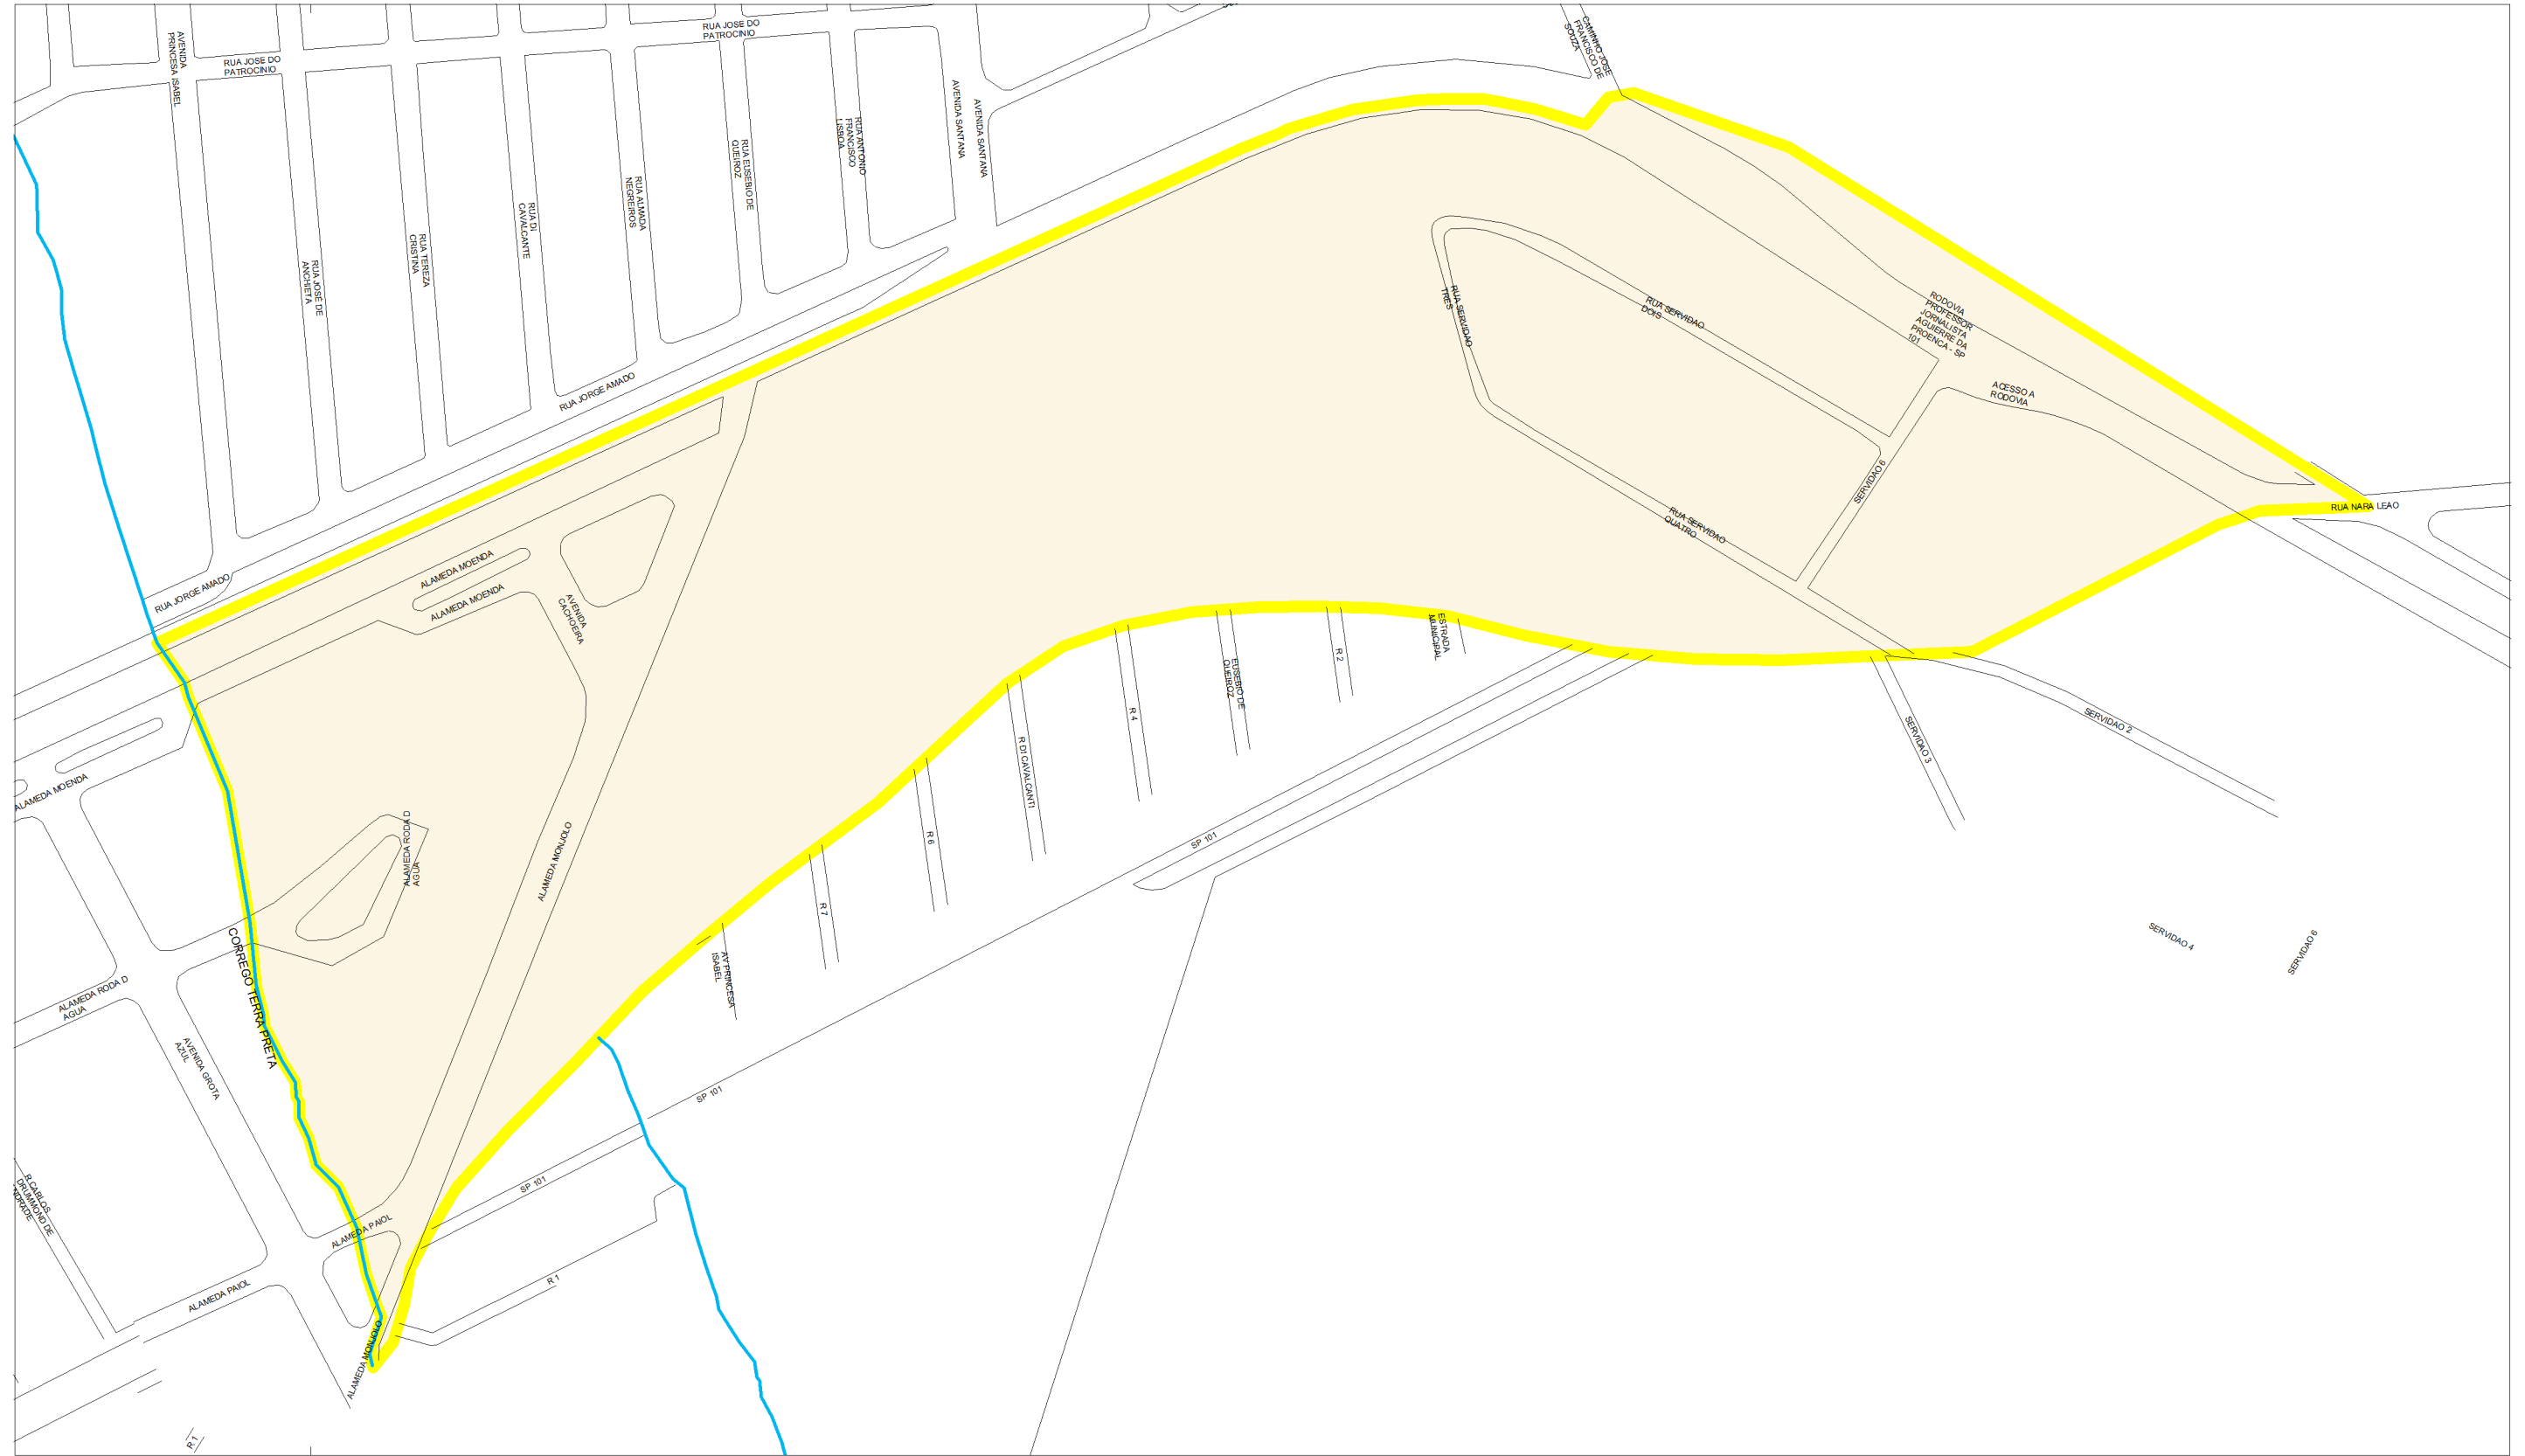 RUA JOSE DO
PATROCINIO
CAMINHO JOSE
FRANCISCO DE
SOUZA
AVENIDA
PRINCESA ISABEL
RUA JOSE DO
PATROCINIO
AVENIDA SANTANA
AVENIDA SANTANA
RUA ANTONIO
FRANCISCO
LISBOA
RUA EUSEBIO DE
QUEIROZ
RUA ALMADA
NEGREIROS
RUA DI
CAVALCANTE
RUA TEREZA
CRISTINA
RUA JOSÉ DE
ANCHIETA
RUA SERVIDAO
TRES
RUA SERVIDAO
DOIS
RODOVIA
PROFESSOR
JORNALISTA
AGUIERRE DA
PROENCA - SP
101
ACESSO A
RODOVIA
RUA JORGE AMADO
SERVIDAO 6
RUA SERVIDAO
QUATRO
RUA NARA LEAO
ALAMEDA MOENDA
ALAMEDA MOENDA
AVENIDA
CACHOEIRA
RUA JORGE AMADO
ESTRADA
MUNICIPAL
R 2
EUSEBIO DE
QUEIROZ
R 4
R DI CAVALCANTI
SERVIDAO 2
SERVIDAO 3
ALAMEDA MOENDA
ALAMEDA RODA D
AGUA
ALAMEDA MONJOLO
R 6
SP 101
R 7
AV PRINCESA
ISABEL
SERVIDAO 4
SERVIDAO 6
CORREGO TERRA PRETA
ALAMEDA RODA D
AGUA
AVENIDA GROTA
AZUL
SP 101
SP 101
R CARLOS
DRUMMOND DE
NDRADE
ALAMEDA PAIOL
ALAMEDA PAIOL
R 1
ALAMEDA MONJOLO
R 1